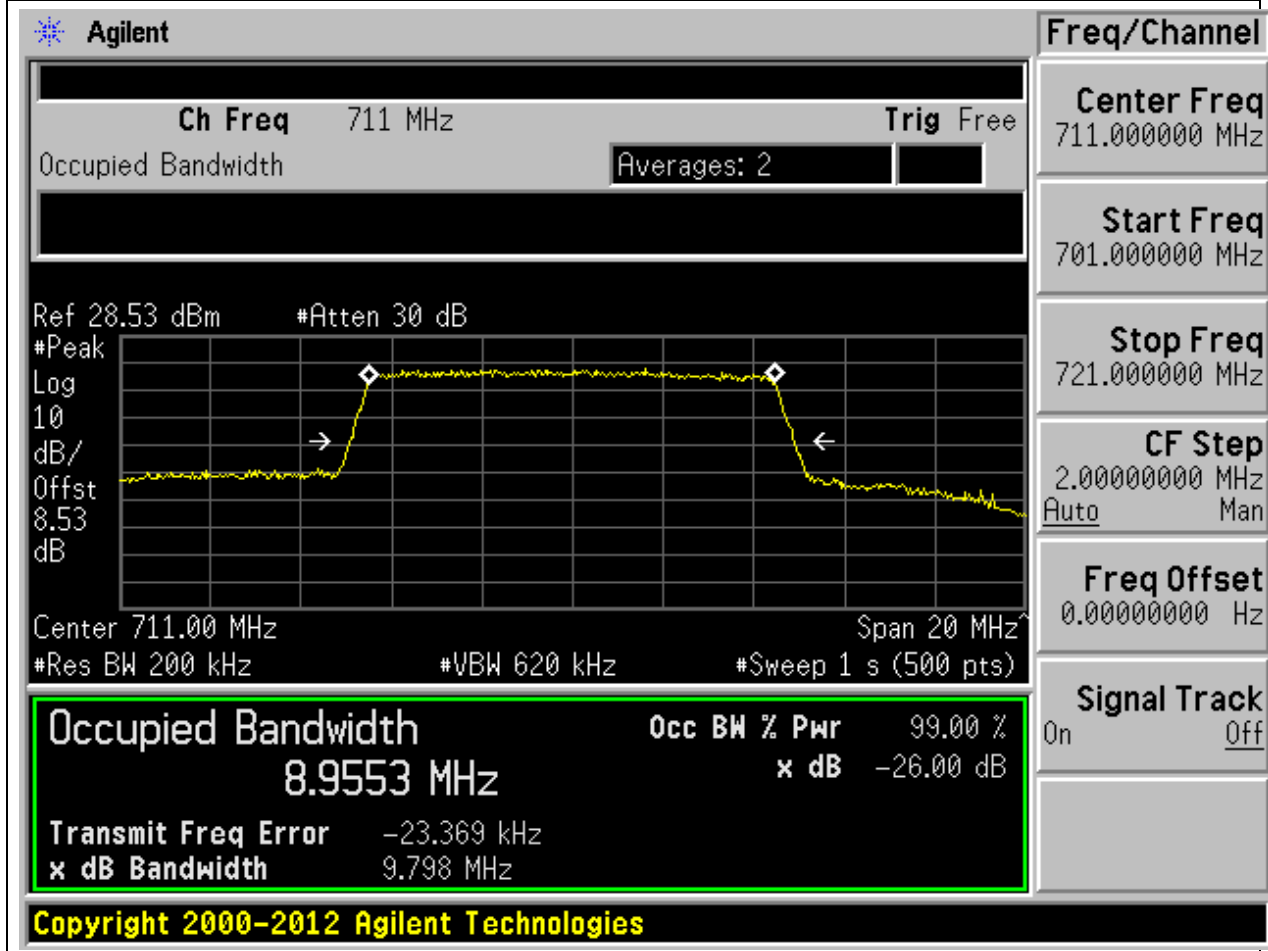 Agilent
Freq/Channel
Ch Freq 711 MHz Trig Free
Occupied Bandwidth Averages: 2
Center Freq
711.000000 MHz
Start Freq
701.000000 MHz
Stop Freq
721.000000 MHz
CF Step
2.00000000 MHz
Auto Man
Freq Offset
0.00000000 Hz
Signal Track
On Off
Ref 28.53 dBm #Atten 30 dB
#Peak
Log
10
dB/
Offst
8.53
dB
Center 711.00 MHz Span 20 MHz^
#Res BW 200 kHz #VBW 620 kHz #Sweep 1 s (500 pts)
Occupied Bandwidth Occ BW % Pwr 99.00 %
8.9553 MHz x dB -26.00 dB
Transmit Freq Error -23.369 kHz
x dB Bandwidth 9.798 MHz
Copyright 2000-2012 Agilent Technologies